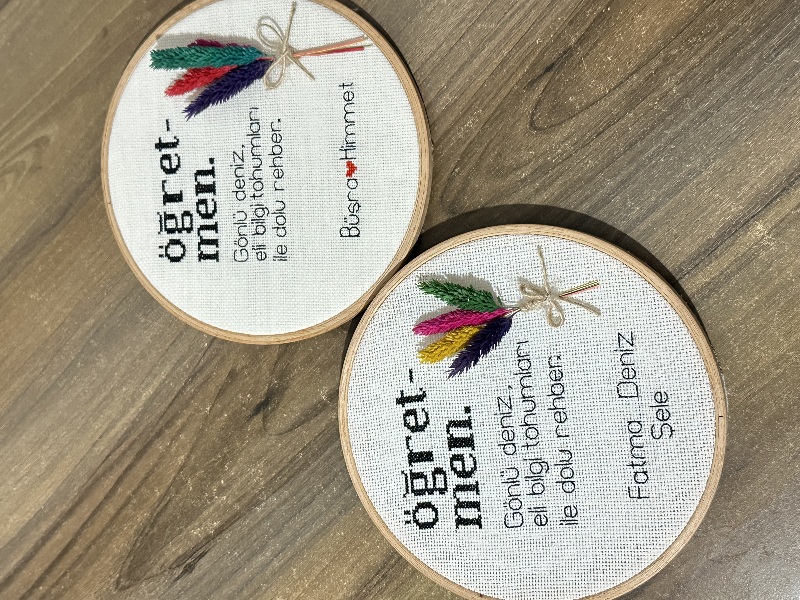 öğret-
men.
Gönlü deniz,
eli bilgi tohumları
ile dolu rehber.
Büşra❤Himmet
öğret-
men.
Gönlü deniz,
eli bilgi tohumları
ile dolu rehber.
Fatma Deniz
Şele